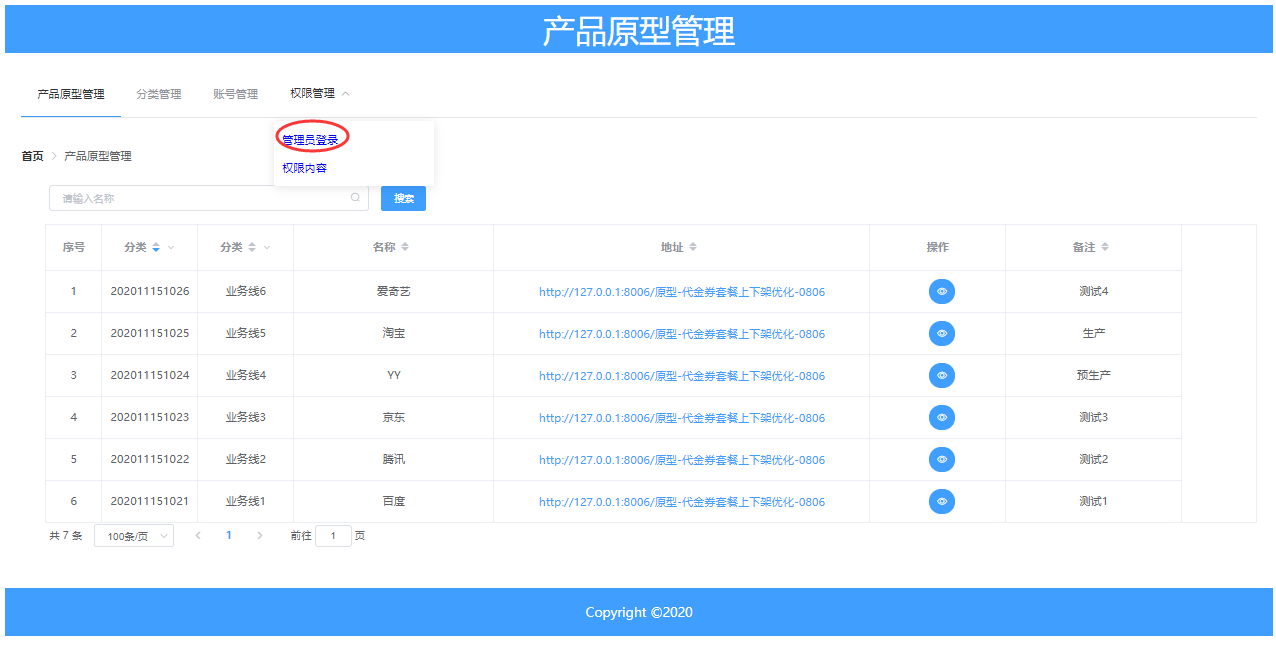 产品原型管理
产品原型管理 分类管理 账号管理 权限管理
管理员登录
首页 产品原型管理
权限内容
请输入名称 搜索
序号 分类 分类 名称 地址 操作 备注
1 202011151026 业务线6 爱奇艺 http://127.0.0.1:8006/原型-代金券套餐上下架优化-0806 测试4
2 202011151025 业务线5 淘宝 http://127.0.0.1:8006/原型-代金券套餐上下架优化-0806 生产
3 202011151024 业务线4 YY http://127.0.0.1:8006/原型-代金券套餐上下架优化-0806 预生产
4 202011151023 业务线3 京东 http://127.0.0.1:8006/原型-代金券套餐上下架优化-0806 测试3
5 202011151022 业务线2 腾讯 http://127.0.0.1:8006/原型-代金券套餐上下架优化-0806 测试2
6 202011151021 业务线1 百度 http://127.0.0.1:8006/原型-代金券套餐上下架优化-0806 测试1
共 7 条 100条/页 1 前往 1 页
Copyright ©2020